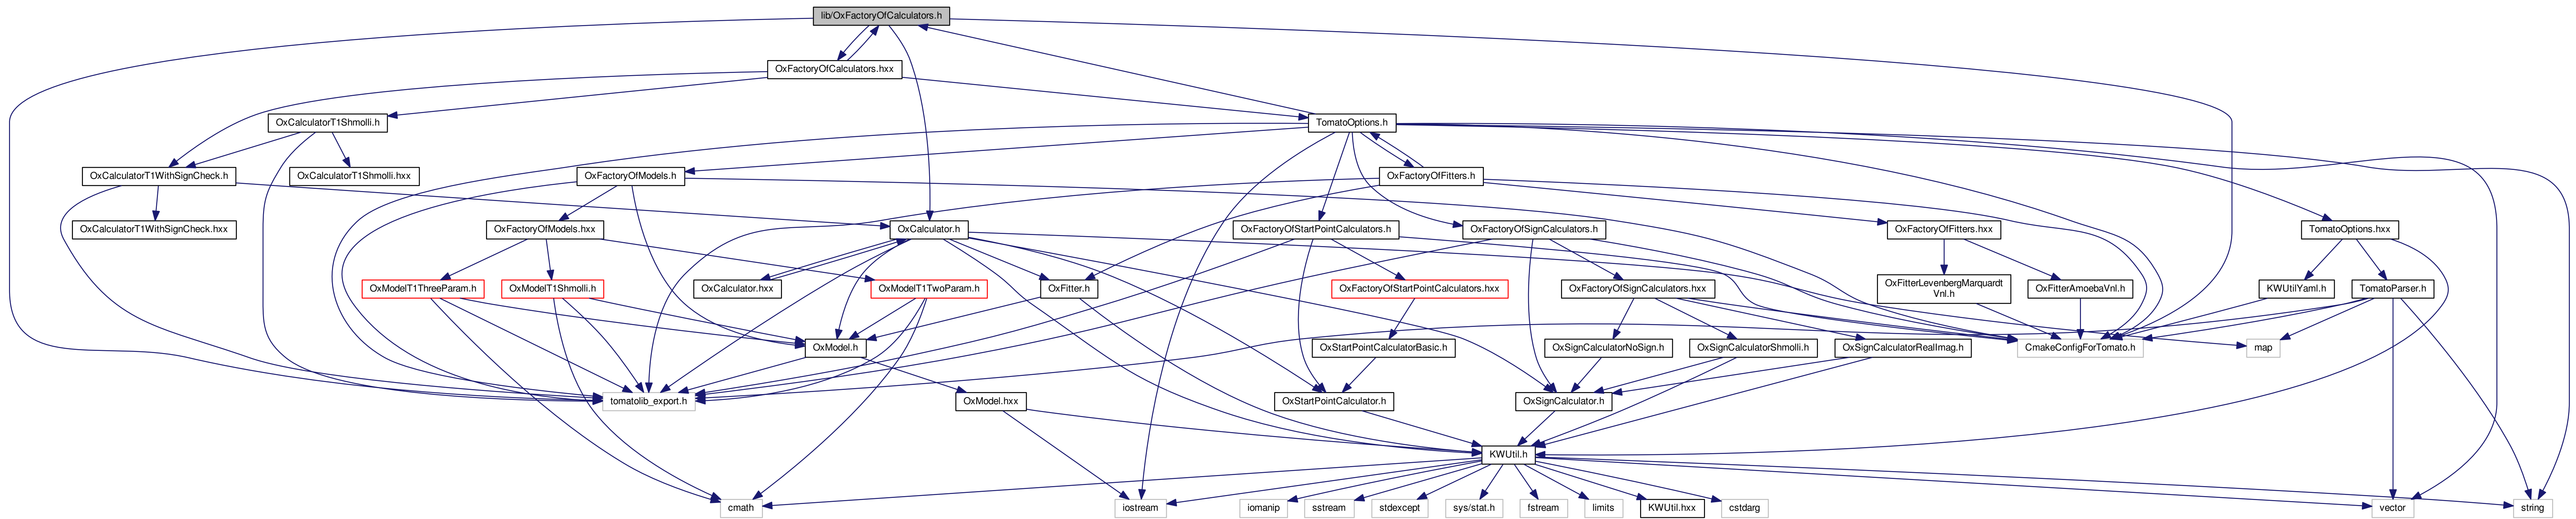 lib/OxFactoryOfCalculators.h
OxFactoryOfCalculators.hxx
OxCalculatorT1Shmolli.h
TomatoOptions.h
OxCalculatorT1WithSignCheck.h
OxCalculatorT1Shmolli.hxx
OxFactoryOfModels.h
OxFactoryOfFitters.h
OxCalculatorT1WithSignCheck.hxx
OxFactoryOfModels.hxx
OxCalculator.h
OxFactoryOfStartPointCalculators.h
OxFactoryOfSignCalculators.h
OxFactoryOfFitters.hxx
TomatoOptions.hxx
OxModelT1ThreeParam.h
OxModelT1Shmolli.h
OxCalculator.hxx
OxModelT1TwoParam.h
OxFitter.h
OxFactoryOfStartPointCalculators.hxx
OxFactoryOfSignCalculators.hxx
OxFitterLevenbergMarquardt
Vnl.h
OxFitterAmoebaVnl.h
KWUtilYaml.h
TomatoParser.h
OxModel.h
OxStartPointCalculatorBasic.h
OxSignCalculatorNoSign.h
OxSignCalculatorShmolli.h
OxSignCalculatorRealImag.h
CmakeConfigForTomato.h
map
tomatolib_export.h
OxModel.hxx
OxStartPointCalculator.h
OxSignCalculator.h
KWUtil.h
cmath
iostream
iomanip
sstream
stdexcept
sys/stat.h
fstream
limits
KWUtil.hxx
cstdarg
vector
string